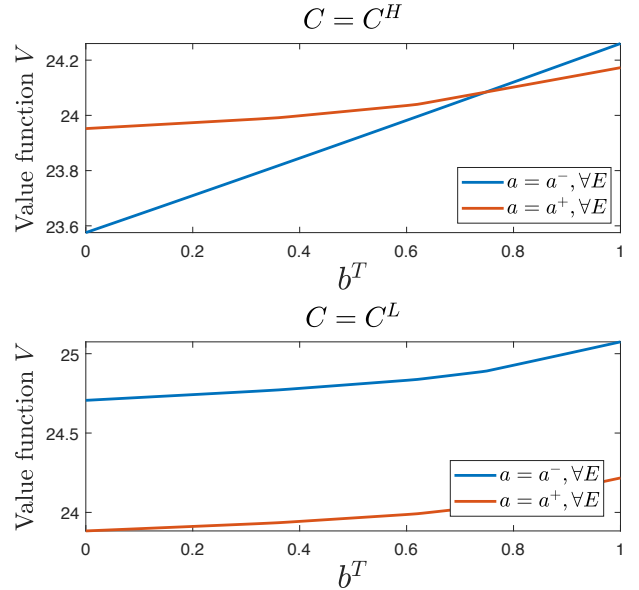 C = C^H
Value function V
24.2
24
23.8
23.6
0
0.2
0.4
0.6
0.8
1
a = a^-, ∀E
a = a^+, ∀E
b^T
C = C^L
Value function V
25
24.5
24
0
0.2
0.4
0.6
0.8
1
a = a^-, ∀E
a = a^+, ∀E
b^T